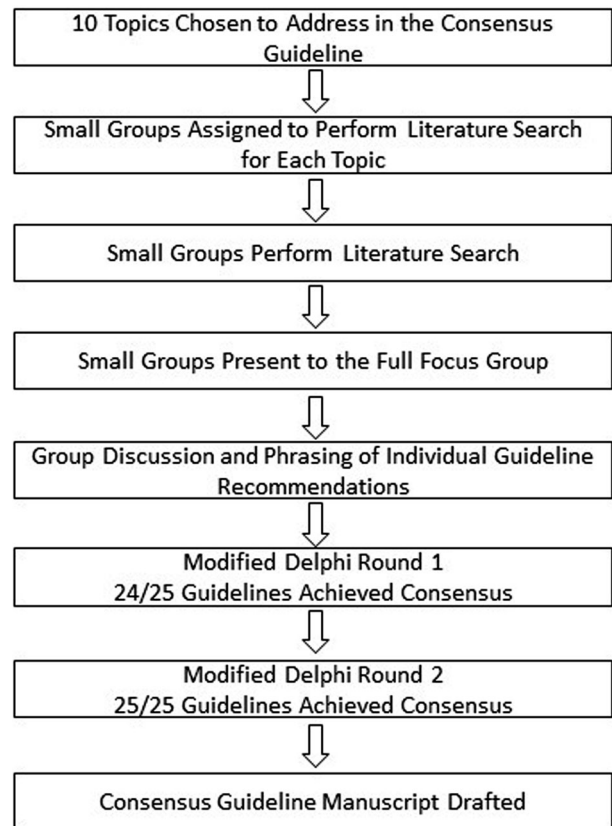 10 Topics Chosen to Address in the Consensus
Guideline
Small Groups Assigned to Perform Literature Search
for Each Topic
Small Groups Perform Literature Search
Small Groups Present to the Full Focus Group
Group Discussion and Phrasing of Individual Guideline
Recommendations
Modified Delphi Round 1
24/25 Guidelines Achieved Consensus
Modified Delphi Round 2
25/25 Guidelines Achieved Consensus
Consensus Guideline Manuscript Drafted